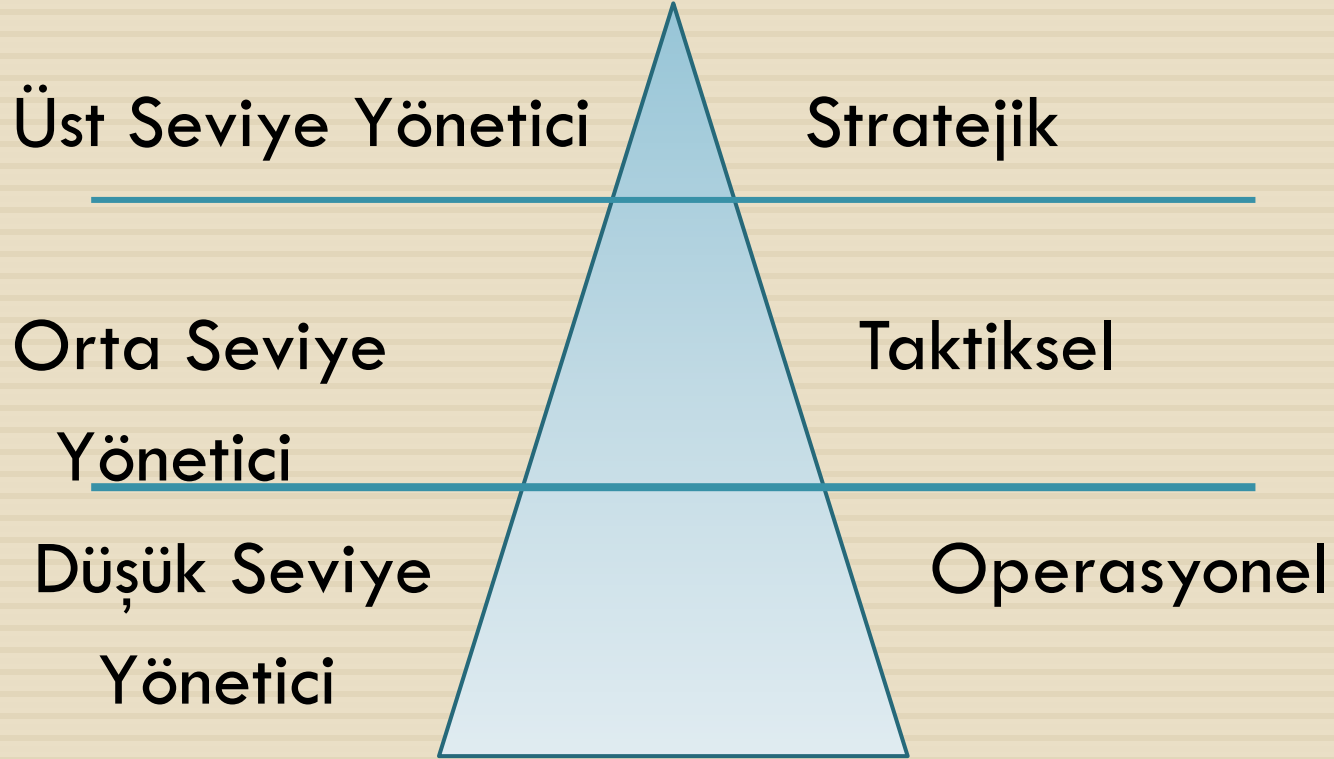 Üst Seviye Yönetici Stratejik
Orta Seviye Taktiksel
Yönetici
Düşük Seviye Operasyonel
Yönetici